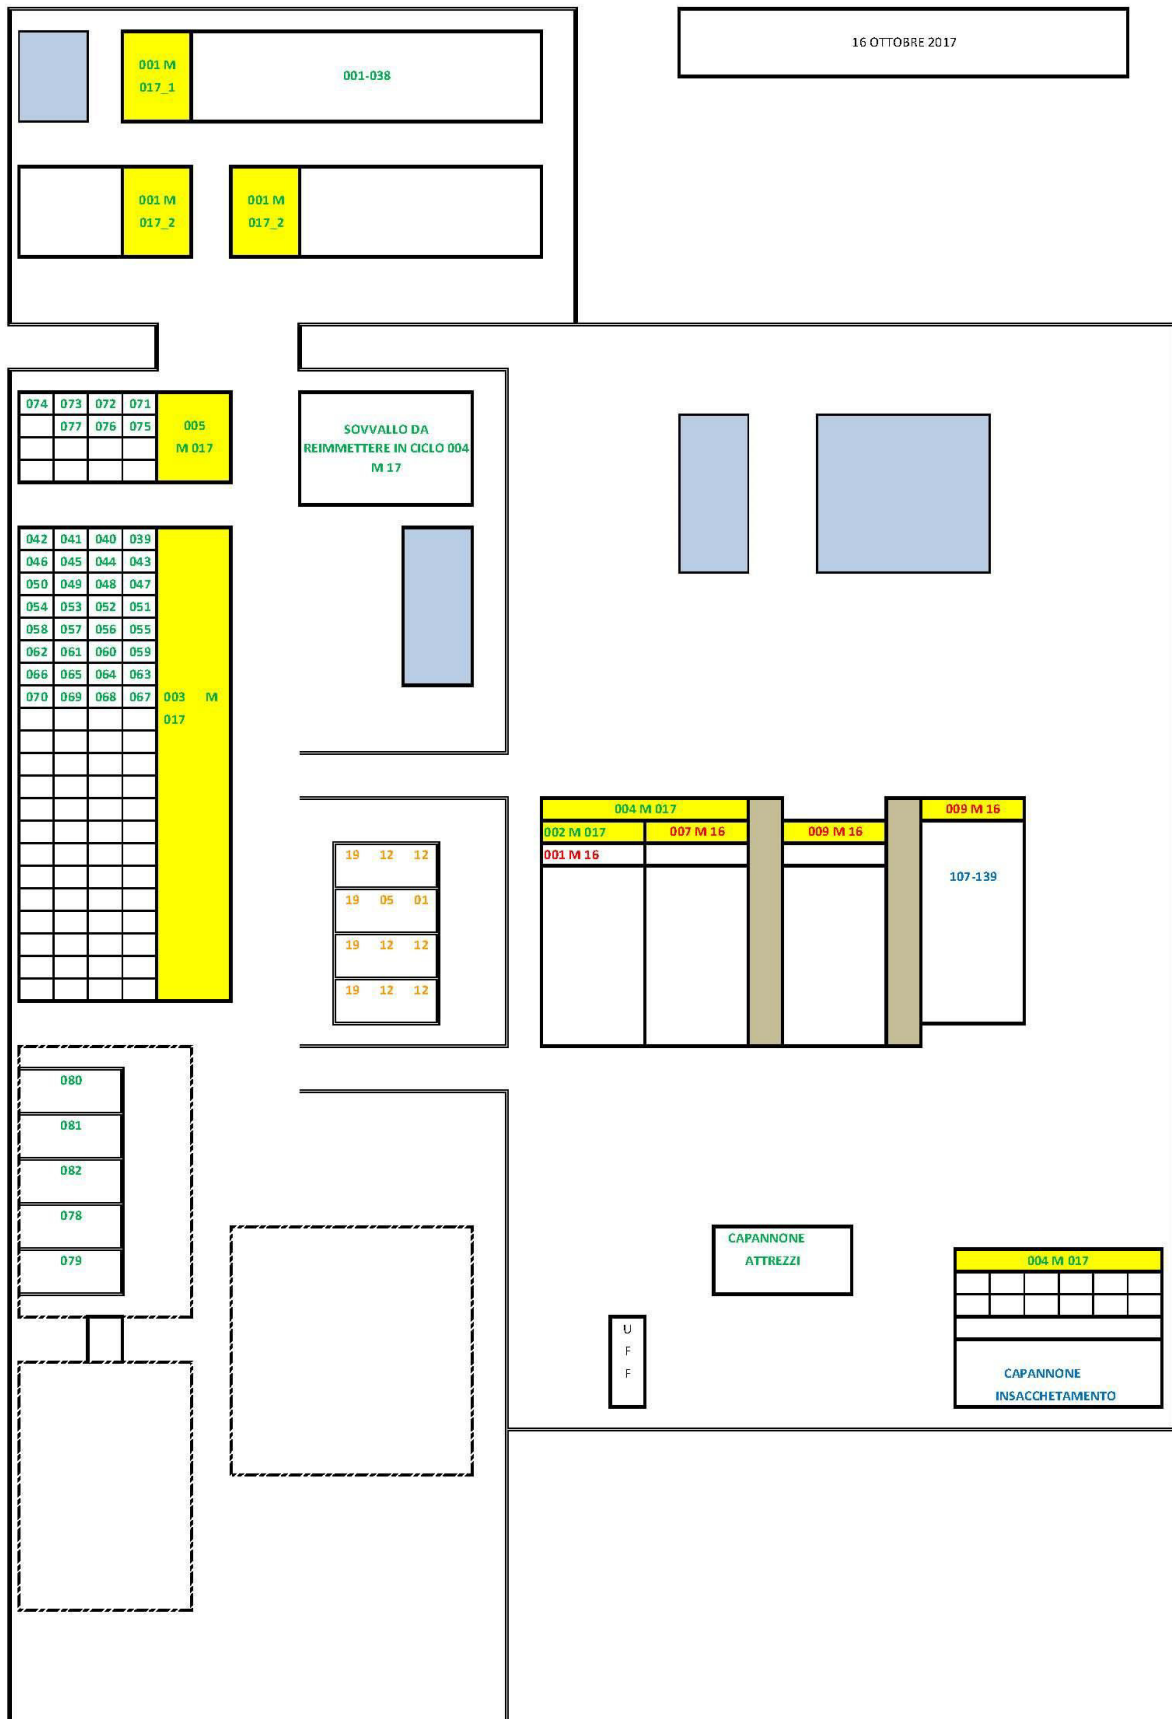 16 OTTOBRE 2017
001 M
017_1
001-038
001 M
017_2
001 M
017_2
074 073 072 071
077 076 075
005
M 017
SOVVALLO DA
REIMMETTERE IN CICLO 004
M 17
042 041 040 039
046 045 044 043
050 049 048 047
054 053 052 051
058 057 056 055
062 061 060 059
066 065 064 063
070 069 068 067
003 M
017
19 12 12
19 05 01
19 12 12
19 12 12
004 M 017
002 M 017
007 M 16
001 M 16
009 M 16
009 M 16
107-139
080
081
082
078
079
CAPANNONE
ATTREZZI
U
F
F
004 M 017
CAPANNONE
INSACCHETAMENTO